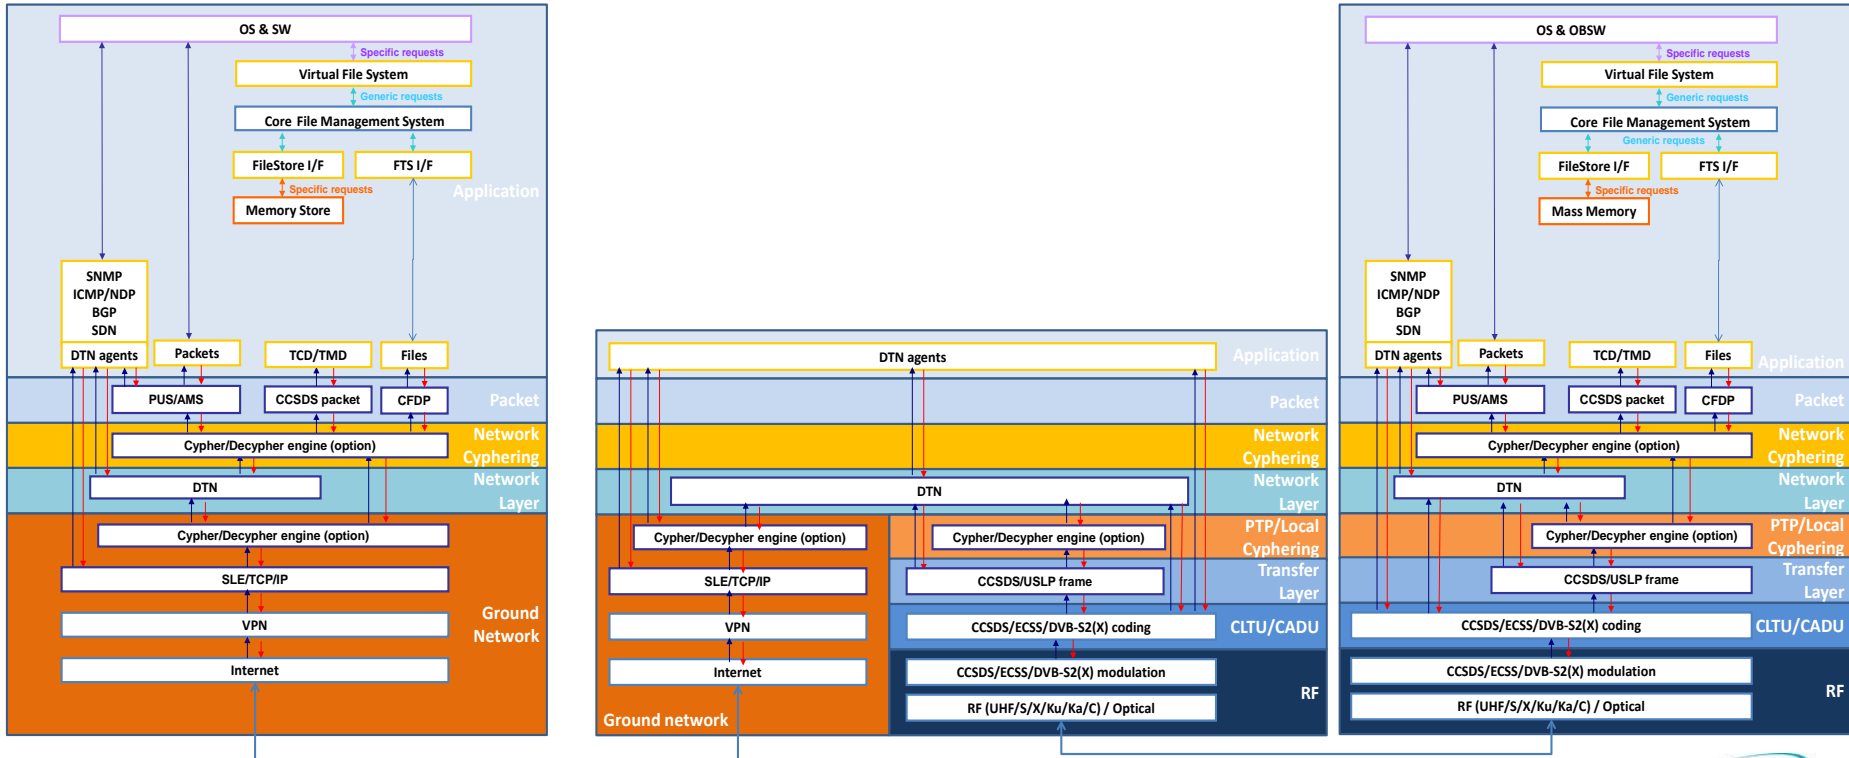 OS & SW
Specific requests
Virtual File System
Generic requests
Core File Management System
FileStore I/F
FTS I/F
Specific requests
Application
Memory Store
SNMP
ICMP/NDP
BGP
SDN
DTN agents
Packets
TCD/TMD
Files
PUS/AMS
CCSDS packet
CFDP
Packet
Cypher/Decypher engine (option)
Network
Cyphering
DTN
Network
Layer
Cypher/Decypher engine (option)
SLE/TCP/IP
Ground
Network
VPN
Internet
DTN agents
Application
Packet
Network
Cyphering
DTN
Network
Layer
Cypher/Decypher engine (option)
Cypher/Decypher engine (option)
PTP/Local
Cyphering
SLE/TCP/IP
CCSDS/USLP frame
Transfer
Layer
VPN
CCSDS/ECSS/DVB-S2(X) coding
CLTU/CADU
Internet
CCSDS/ECSS/DVB-S2(X) modulation
RF
Ground network
RF (UHF/S/X/Ku/Ka/C) / Optical
OS & OBSW
Specific requests
Virtual File System
Generic requests
Core File Management System
Generic requests
FileStore I/F
FTS I/F
Specific requests
Mass Memory
SNMP
ICMP/NDP
BGP
SDN
DTN agents
Packets
TCD/TMD
Files
Application
PUS/AMS
CCSDS packet
CFDP
Packet
Cypher/Decypher engine (option)
Network
Cyphering
DTN
Network
Layer
Cypher/Decypher engine (option)
PTP/Local
Cyphering
CCSDS/USLP frame
Transfer
Layer
CCSDS/ECSS/DVB-S2(X) coding
CLTU/CADU
CCSDS/ECSS/DVB-S2(X) modulation
RF
RF (UHF/S/X/Ku/Ka/C) / Optical